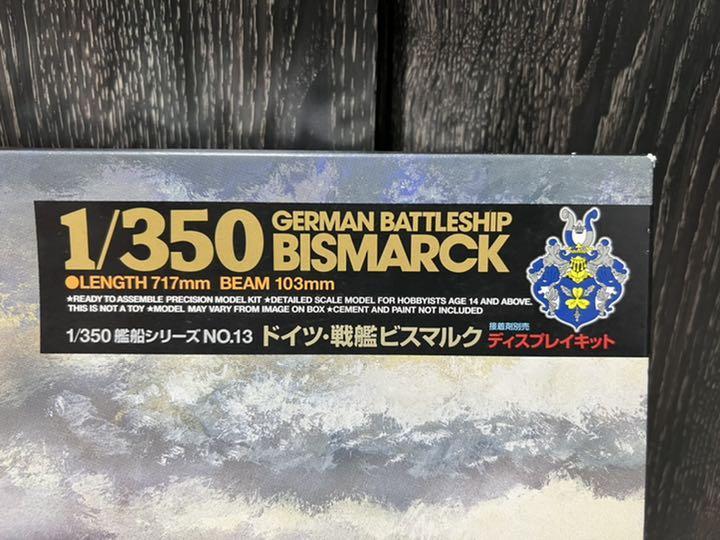 1/350 GERMAN BATTLESHIP
BISMARCK
●LENGTH 717mm BEAM 103mm
★READY TO ASSEMBLE PRECISION MODEL KIT ★DETAILED SCALE MODEL FOR HOBBYISTS AGE 14 AND ABOVE.
THIS IS NOT A TOY ★MODEL MAY VARY FROM IMAGE ON BOX ★CEMENT AND PAINT NOT INCLUDED
1/350 艦船シリーズ NO.13 ドイツ・戦艦ビスマルク
接着剤別売
ディスプレイキット